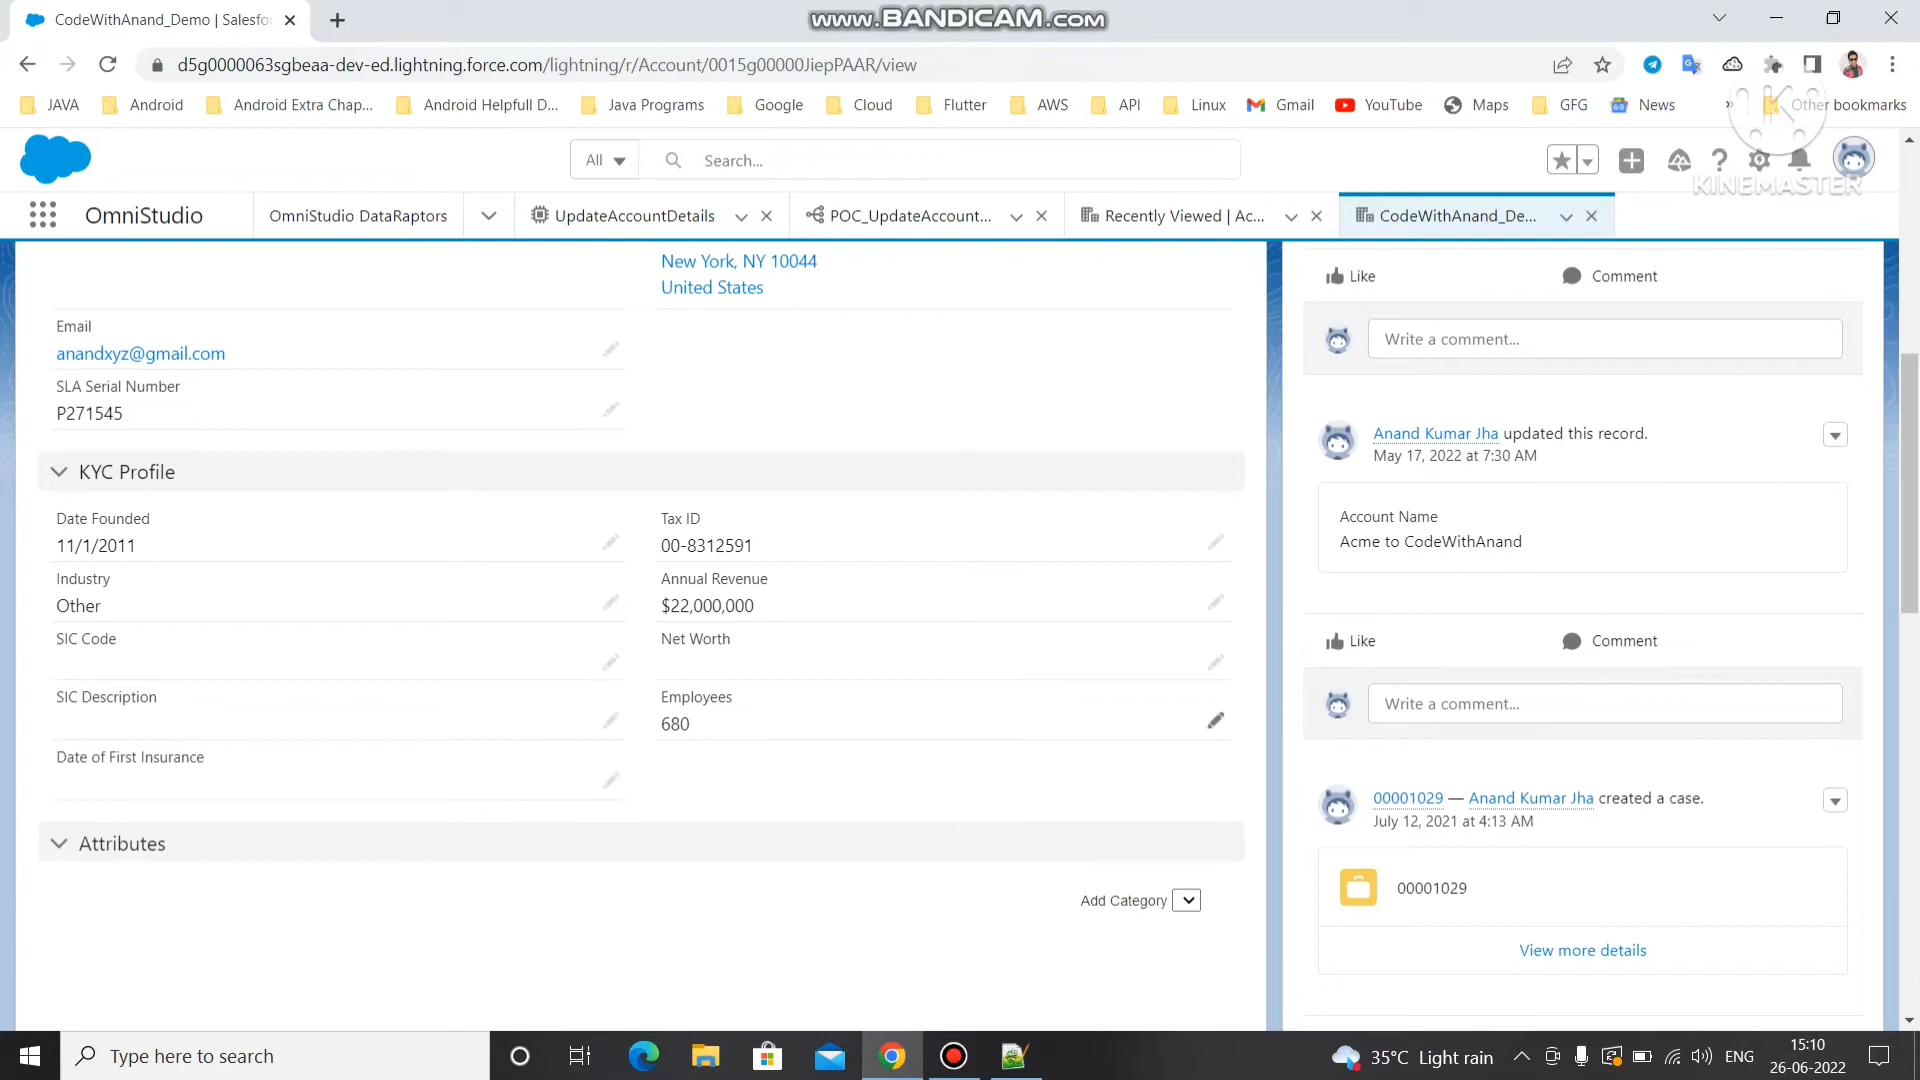 CodeWithAnand_Demo | Salesfo
www.BANDICAM.com
d5g0000063sgbeaa-dev-ed.lightning.force.com/lightning/r/Account/0015g00000JiepPAAR/view
JAVA
Android
Android Extra Chap...
Android Helpfull D...
Java Programs
Google
Cloud
Flutter
AWS
API
Linux
Gmail
YouTube
Maps
GFG
News
Other bookmarks
All
Search...
KINEMASTER
OmniStudio
OmniStudio DataRaptors
UpdateAccountDetails
POC_UpdateAccount...
Recently Viewed | Ac...
CodeWithAnand_De...
New York, NY 10044
United States
Email
anandxyz@gmail.com
SLA Serial Number
P271545
KYC Profile
Date Founded
11/1/2011
Tax ID
00-8312591
Industry
Other
Annual Revenue
$22,000,000
SIC Code
Net Worth
SIC Description
Employees
680
Date of First Insurance
Attributes
Add Category
Like
Comment
Write a comment...
Anand Kumar Jha updated this record.
May 17, 2022 at 7:30 AM
Account Name
Acme to CodeWithAnand
Like
Comment
Write a comment...
00001029 — Anand Kumar Jha created a case.
July 12, 2021 at 4:13 AM
00001029
View more details
Type here to search
35°C Light rain
ENG
15:10
26-06-2022